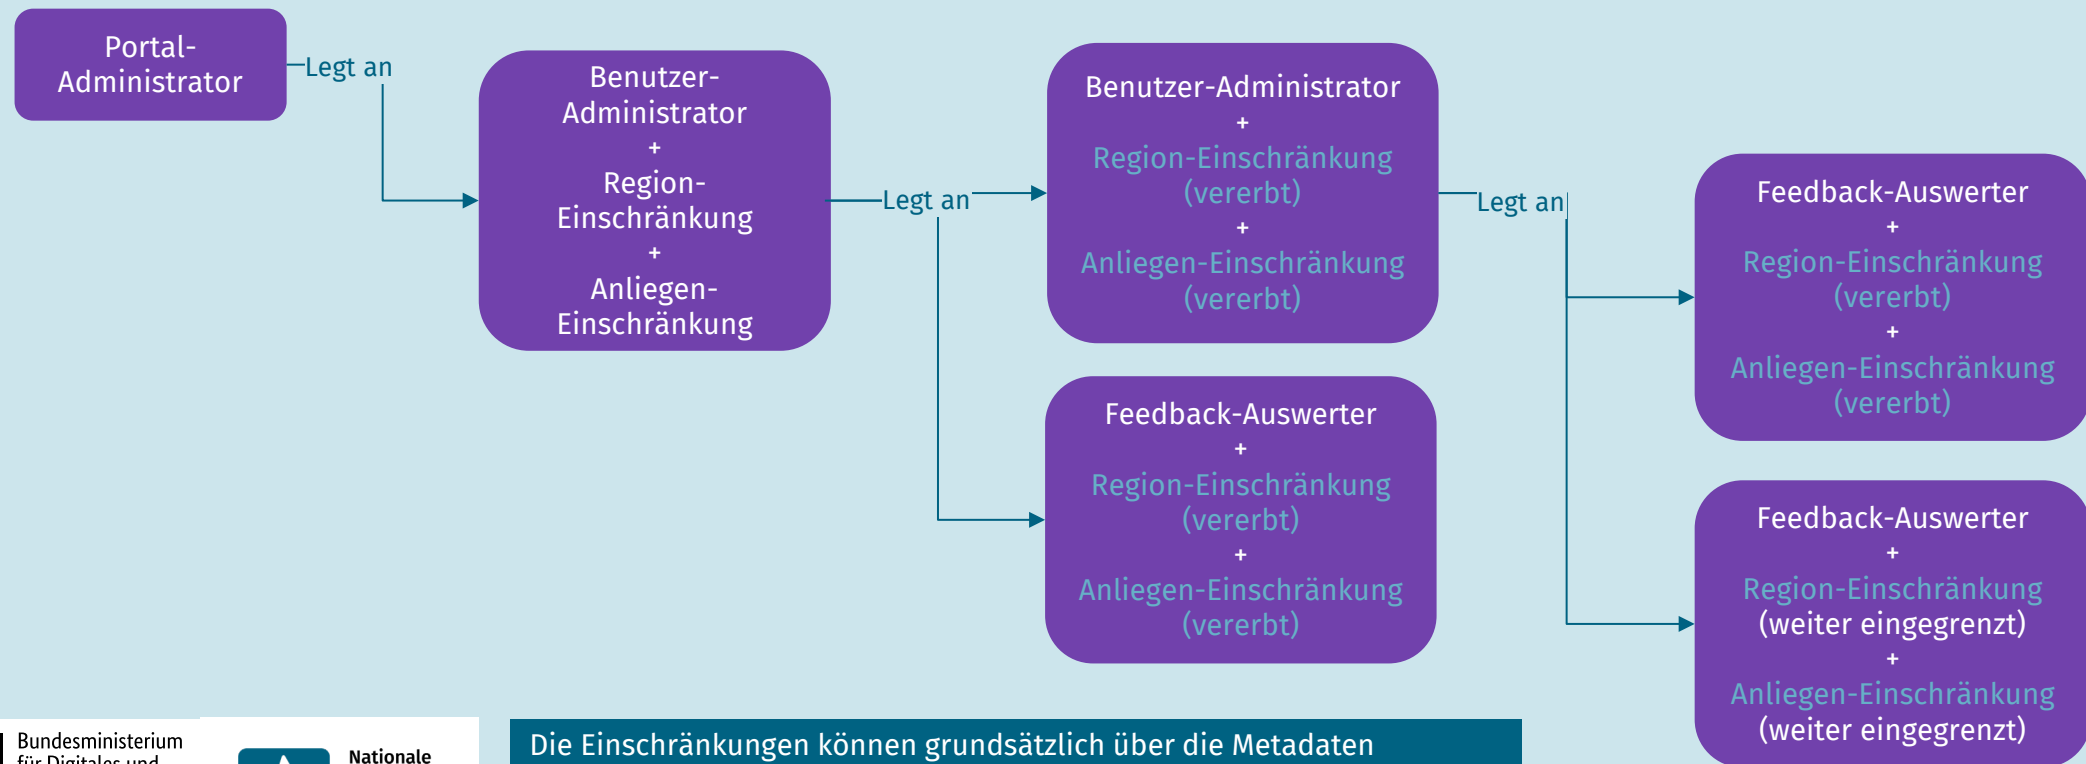 Portal-
Administrator
Legt an
Benutzer-
Administrator
+
Region-
Einschränkung
+
Anliegen-
Einschränkung
Legt an
Benutzer-Administrator
+
Region-Einschränkung
(vererbt)
+
Anliegen-Einschränkung
(vererbt)
Feedback-Auswerter
+
Region-Einschränkung
(vererbt)
+
Anliegen-Einschränkung
(vererbt)
Legt an
Feedback-Auswerter
+
Region-Einschränkung
(vererbt)
+
Anliegen-Einschränkung
(vererbt)
Feedback-Auswerter
+
Region-Einschränkung
(weiter eingegrenzt)
+
Anliegen-Einschränkung
(weiter eingegrenzt)
Bundesministerium
für Digitales und
Nationale
Die Einschränkungen können grundsätzlich über die Metadaten